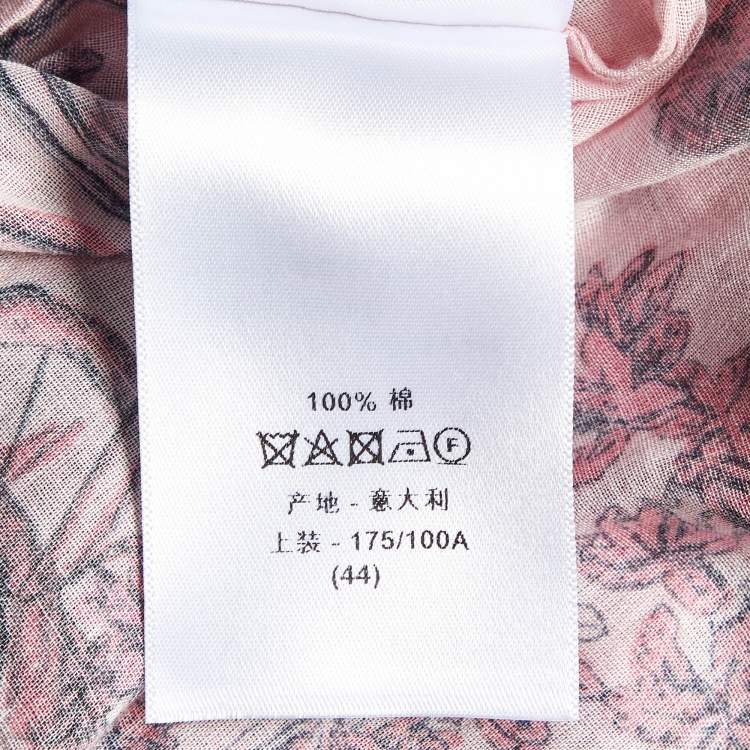 100% 棉
F
产地 - 意大利
上装 - 175/100A
(44)